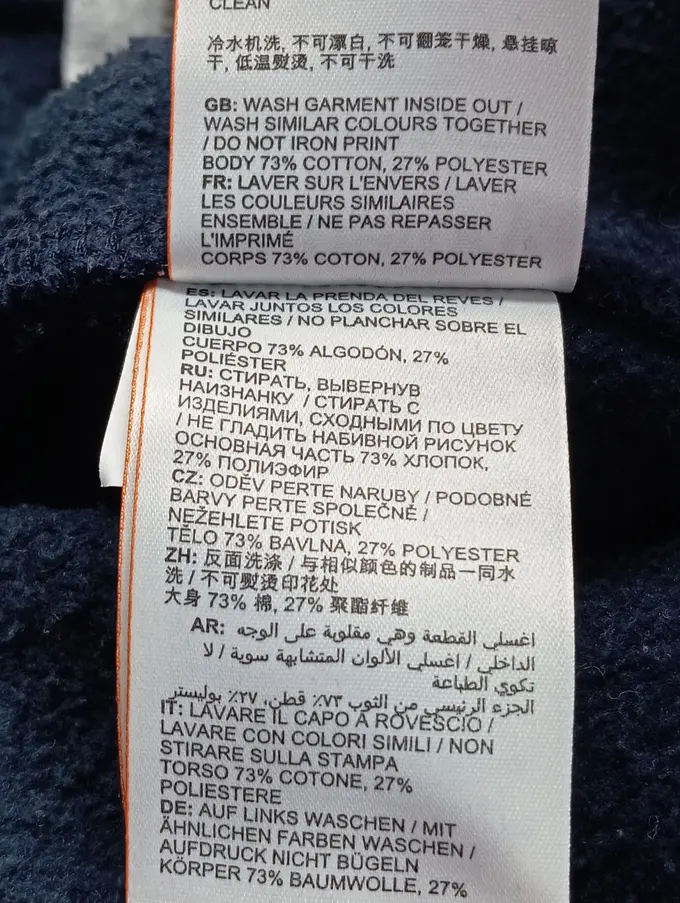 CLEAN
冷水机洗, 不可漂白, 不可翻笼干燥, 悬挂晾
干, 低温熨烫, 不可干洗
GB: WASH GARMENT INSIDE OUT /
WASH SIMILAR COLOURS TOGETHER
/ DO NOT IRON PRINT
BODY 73% COTTON, 27% POLYESTER
FR: LAVER SUR L'ENVERS / LAVER
LES COULEURS SIMILAIRES
ENSEMBLE / NE PAS REPASSER
L'IMPRIMÉ
CORPS 73% COTON, 27% POLYESTER
ES: LAVAR LA PRENDA DEL REVES /
LAVAR JUNTOS LOS COLORES
SIMILARES / NO PLANCHAR SOBRE EL
DIBUJO
CUERPO 73% ALGODÓN, 27%
POLIÉSTER
RU: СТИРАТЬ, ВЫВЕРНУВ
НАИЗНАНКУ / СТИРАТЬ С
ИЗДЕЛИЯМИ, СХОДНЫМИ ПО ЦВЕТУ
/ НЕ ГЛАДИТЬ НАБИВНОЙ РИСУНОК
ОСНОВНАЯ ЧАСТЬ 73% ХЛОПОК,
27% ПОЛИЭФИР
CZ: ODĚV PERTE NARUBY / PODOBNÉ
BARVY PERTE SPOLEČNÉ /
NEŽEHLETE POTISK
TĚLO 73% BAVLNA, 27% POLYESTER
ZH: 反面洗涤 / 与相似颜色的制品一同水
洗 / 不可熨烫印花处
大身 73% 棉, 27% 聚酯纤维
AR: اغسلي القطعة وهي مقلوبة على الوجه
الداخلي / اغسلي الألوان المتشابهة سوية / لا
تكوي الطباعة
الجزء الرئيسي من الثوب ٧٣٪ قطن، ٢٧٪ بوليستر
IT: LAVARE IL CAPO A ROVESCIO /
LAVARE CON COLORI SIMILI / NON
STIRARE SULLA STAMPA
TORSO 73% COTONE, 27%
POLIESTERE
DE: AUF LINKS WASCHEN / MIT
ÄHNLICHEN FARBEN WASCHEN /
AUFDRUCK NICHT BÜGELN
KÖRPER 73% BAUMWOLLE, 27%